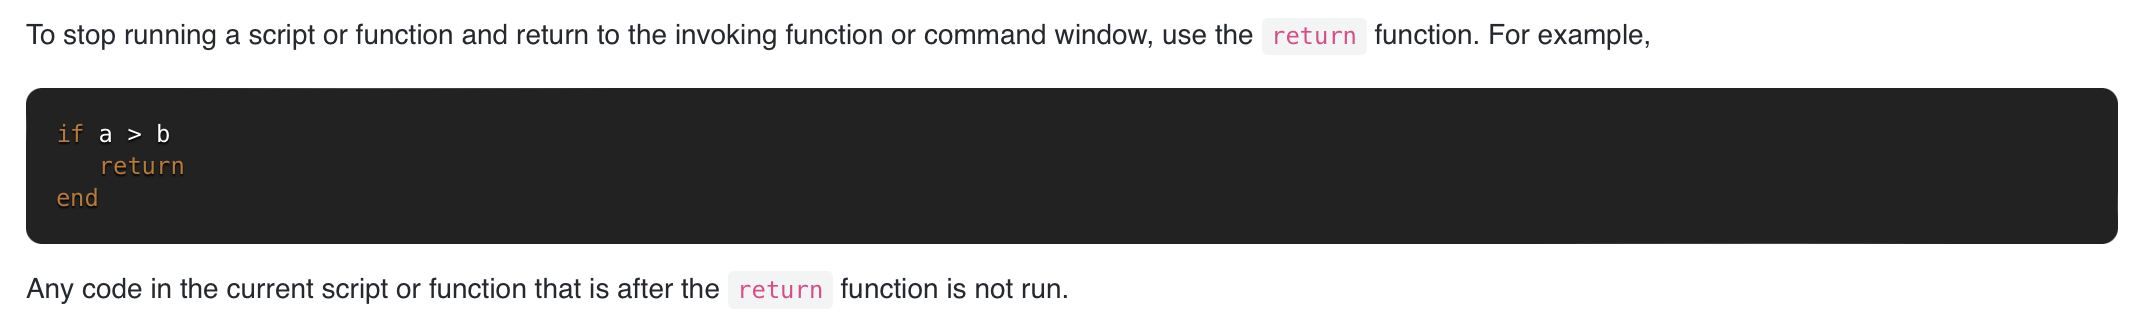 To stop running a script or function and return to the invoking function or command window, use the return function. For example,
if a > b
   return
end
Any code in the current script or function that is after the return function is not run.